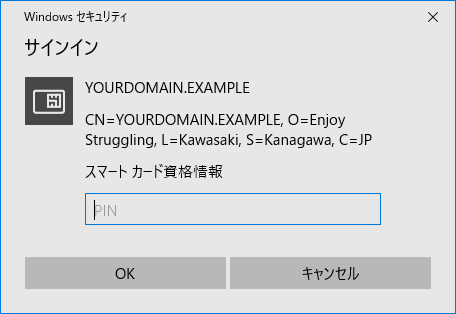 Windows セキュリティ
サインイン
YOURDOMAIN.EXAMPLE
CN=YOURDOMAIN.EXAMPLE, O=Enjoy
Struggling, L=Kawasaki, S=Kanagawa, C=JP
スマート カード資格情報
PIN
OK
キャンセル